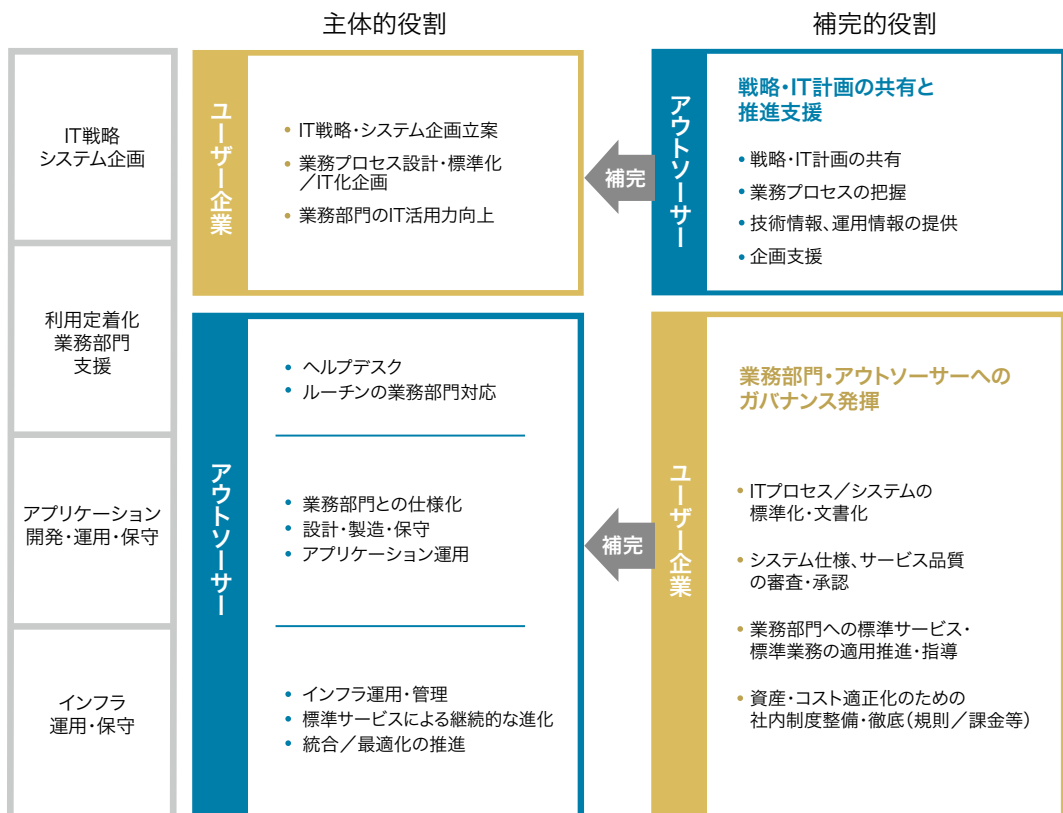 主体的役割
補完的役割
IT戦略
システム企画
利用定着化
業務部門
支援
アプリケーション
開発・運用・保守
インフラ
運用・保守
ユーザー企業
• IT戦略・システム企画立案
• 業務プロセス設計・標準化
／IT化企画
• 業務部門のIT活用力向上
補完
アウトソーサー
戦略・IT計画の共有と
推進支援
• 戦略・IT計画の共有
• 業務プロセスの把握
• 技術情報、運用情報の提供
• 企画支援
アウトソーサー
• ヘルプデスク
• ルーチンの業務部門対応
• 業務部門との仕様化
• 設計・製造・保守
• アプリケーション運用
• インフラ運用・管理
• 標準サービスによる継続的な進化
• 統合／最適化の推進
補完
ユーザー企業
業務部門・アウトソーサーへの
ガバナンス発揮
• ITプロセス／システムの
標準化・文書化
• システム仕様、サービス品質
の審査・承認
• 業務部門への標準サービス・
標準業務の適用推進・指導
• 資産・コスト適正化のための
社内制度整備・徹底（規則／課金等）